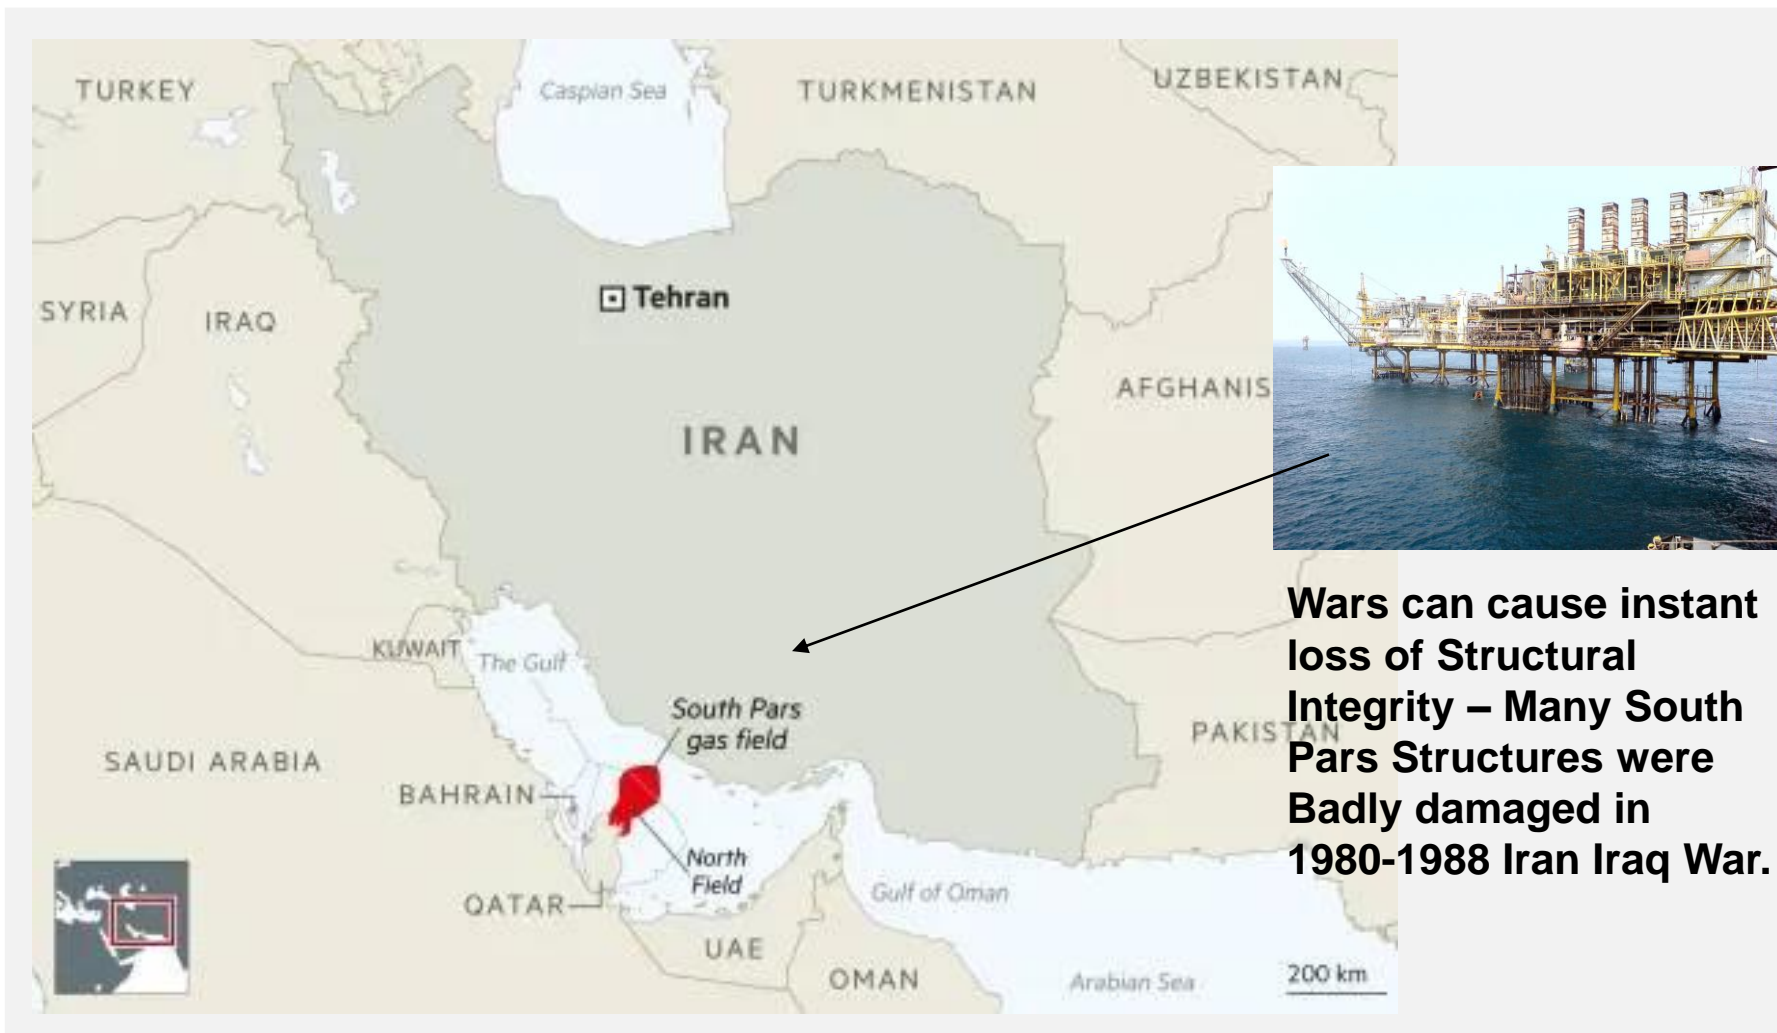 TURKEY
Caspian Sea
TURKMENISTAN
UZBEKISTAN
SYRIA
IRAQ
Tehran
IRAN
AFGHANIS
KUWAIT
The Gulf
South Pars
gas field
SAUDI ARABIA
BAHRAIN
PAKISTAN
North
Field
QATAR
Gulf of Oman
UAE
OMAN
Arabian Sea
200 km
Wars can cause instant
loss of Structural
Integrity – Many South
Pars Structures were
Badly damaged in
1980-1988 Iran Iraq War.